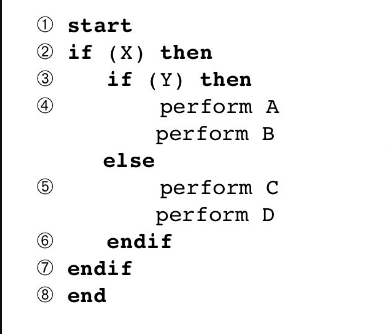 ① start
② if (X) then
③ if (Y) then
④ perform A
perform B
else
⑤ perform C
perform D
⑥ endif
⑦ endif
⑧ end